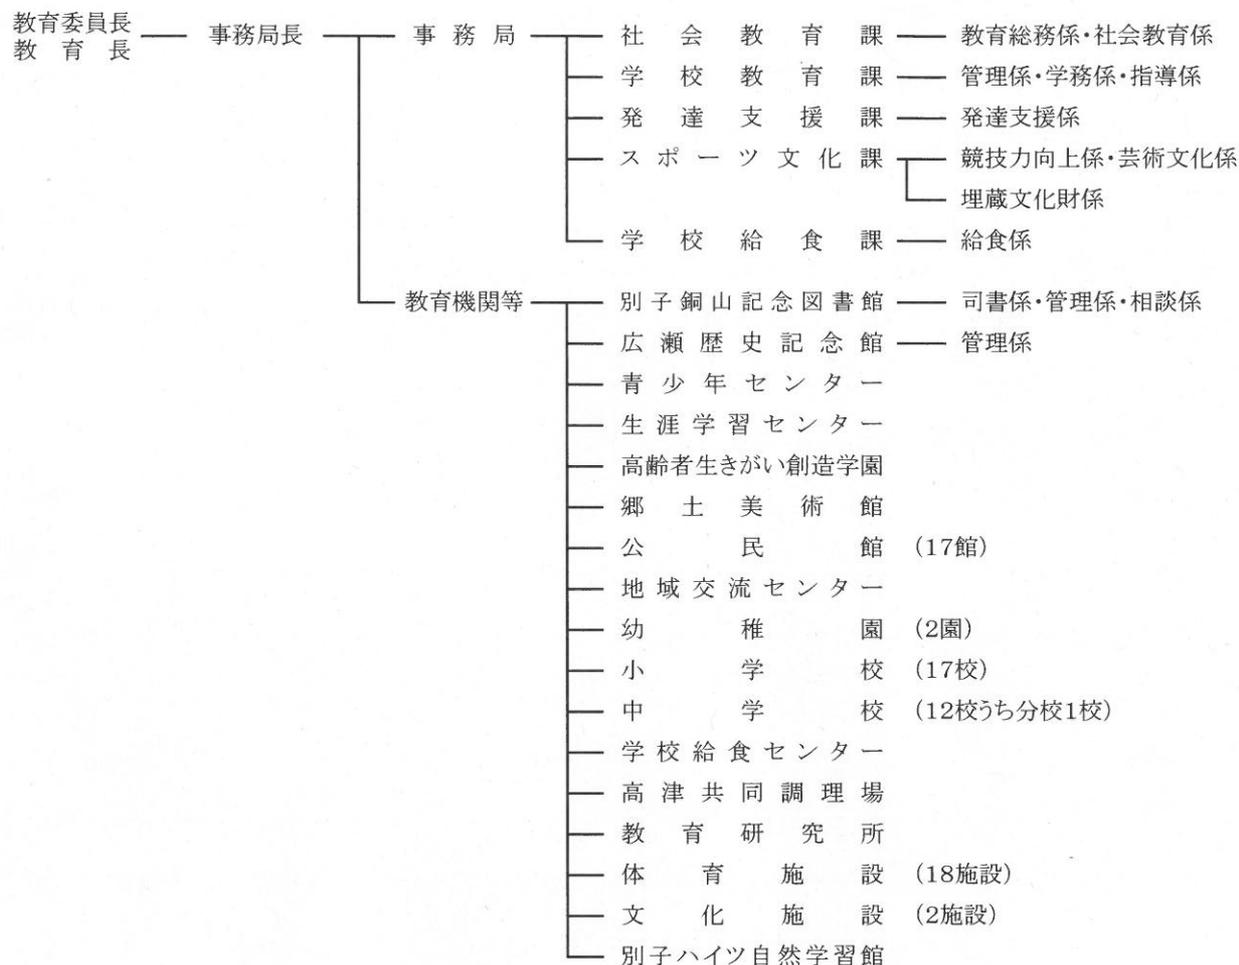 教育委員長
教育長
事務局長
事務局
社会教育課 教育総務係・社会教育係
学校教育課 管理係・学務係・指導係
発達支援課 発達支援係
スポーツ文化課 競技力向上係・芸術文化係
埋蔵文化財係
学校給食課 給食係
教育機関等
別子銅山記念図書館 司書係・管理係・相談係
広瀬歴史記念館 管理係
青少年センター
生涯学習センター
高齢者生きがい創造学園
郷土美術館
公民館 (17館)
地域交流センター
幼稚園 (2園)
小学校 (17校)
中学校 (12校うち分校1校)
学校給食センター
高津共同調理場
教育研究所
体育施設 (18施設)
文化施設 (2施設)
別子ハイツ自然学習館